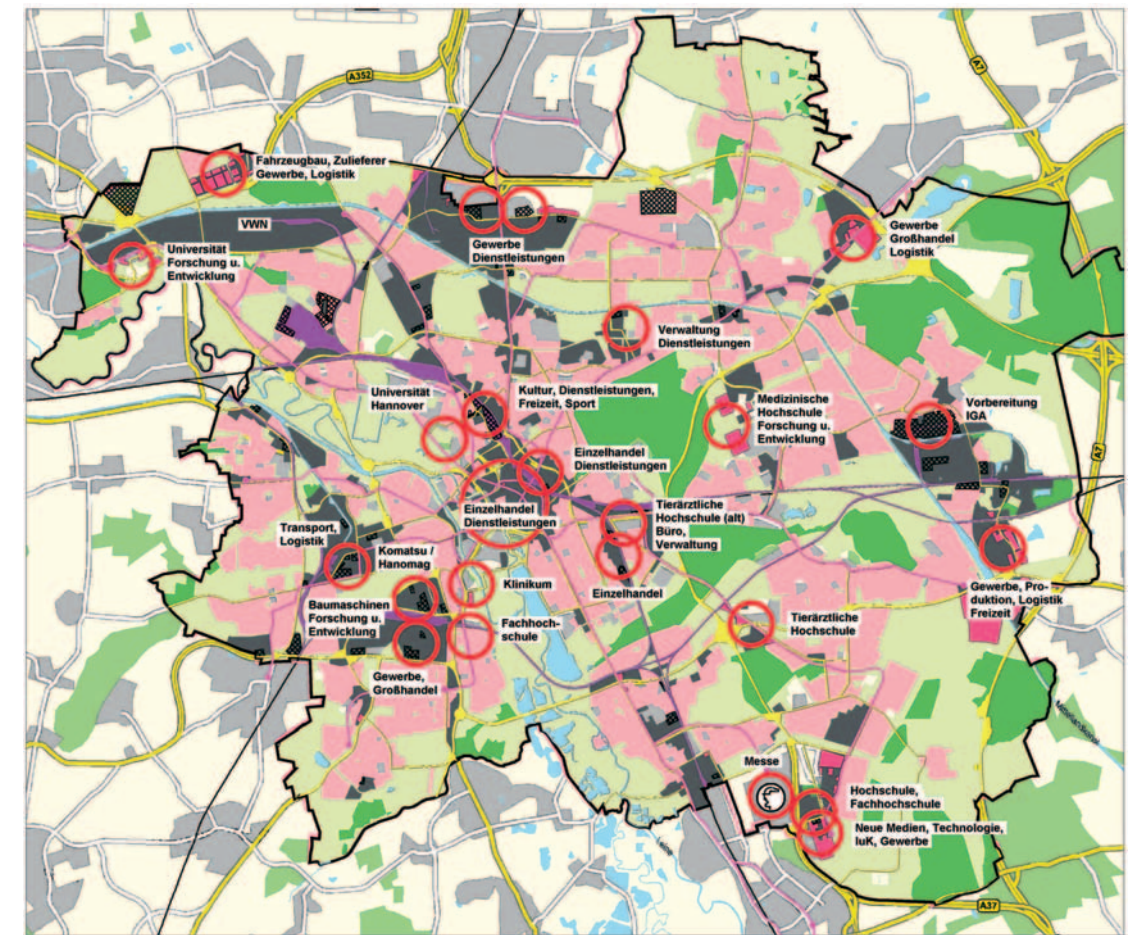 A352
A7
Fahrzeugbau, Zulieferer
Gewerbe, Logistik
VWN
Universität
Forschung u.
Entwicklung
Gewerbe
Dienstleistungen
Gewerbe
Großhandel
Logistik
Verwaltung
Dienstleistungen
Universität
Hannover
Kultur, Dienstleistungen,
Freizeit, Sport
Medizinische
Hochschule
Forschung u.
Entwicklung
Vorbereitung
IGA
A7
Einzelhandel
Dienstleistungen
Einzelhandel
Dienstleistungen
Tierärztliche
Hochschule (alt)
Büro,
Verwaltung
Transport,
Logistik
Komatsu /
Hanomag
Klinikum
Einzelhandel
Gewerbe, Pro-
duktion, Logistik
Freizeit
Baumaschinen
Forschung u.
Entwicklung
Fachhoch-
schule
Tierärztliche
Hochschule
Gewerbe,
Großhandel
Mittellandkanal
Messe
Hochschule,
Fachhochschule
Neue Medien, Technologie,
IuK, Gewerbe
Leine
A37